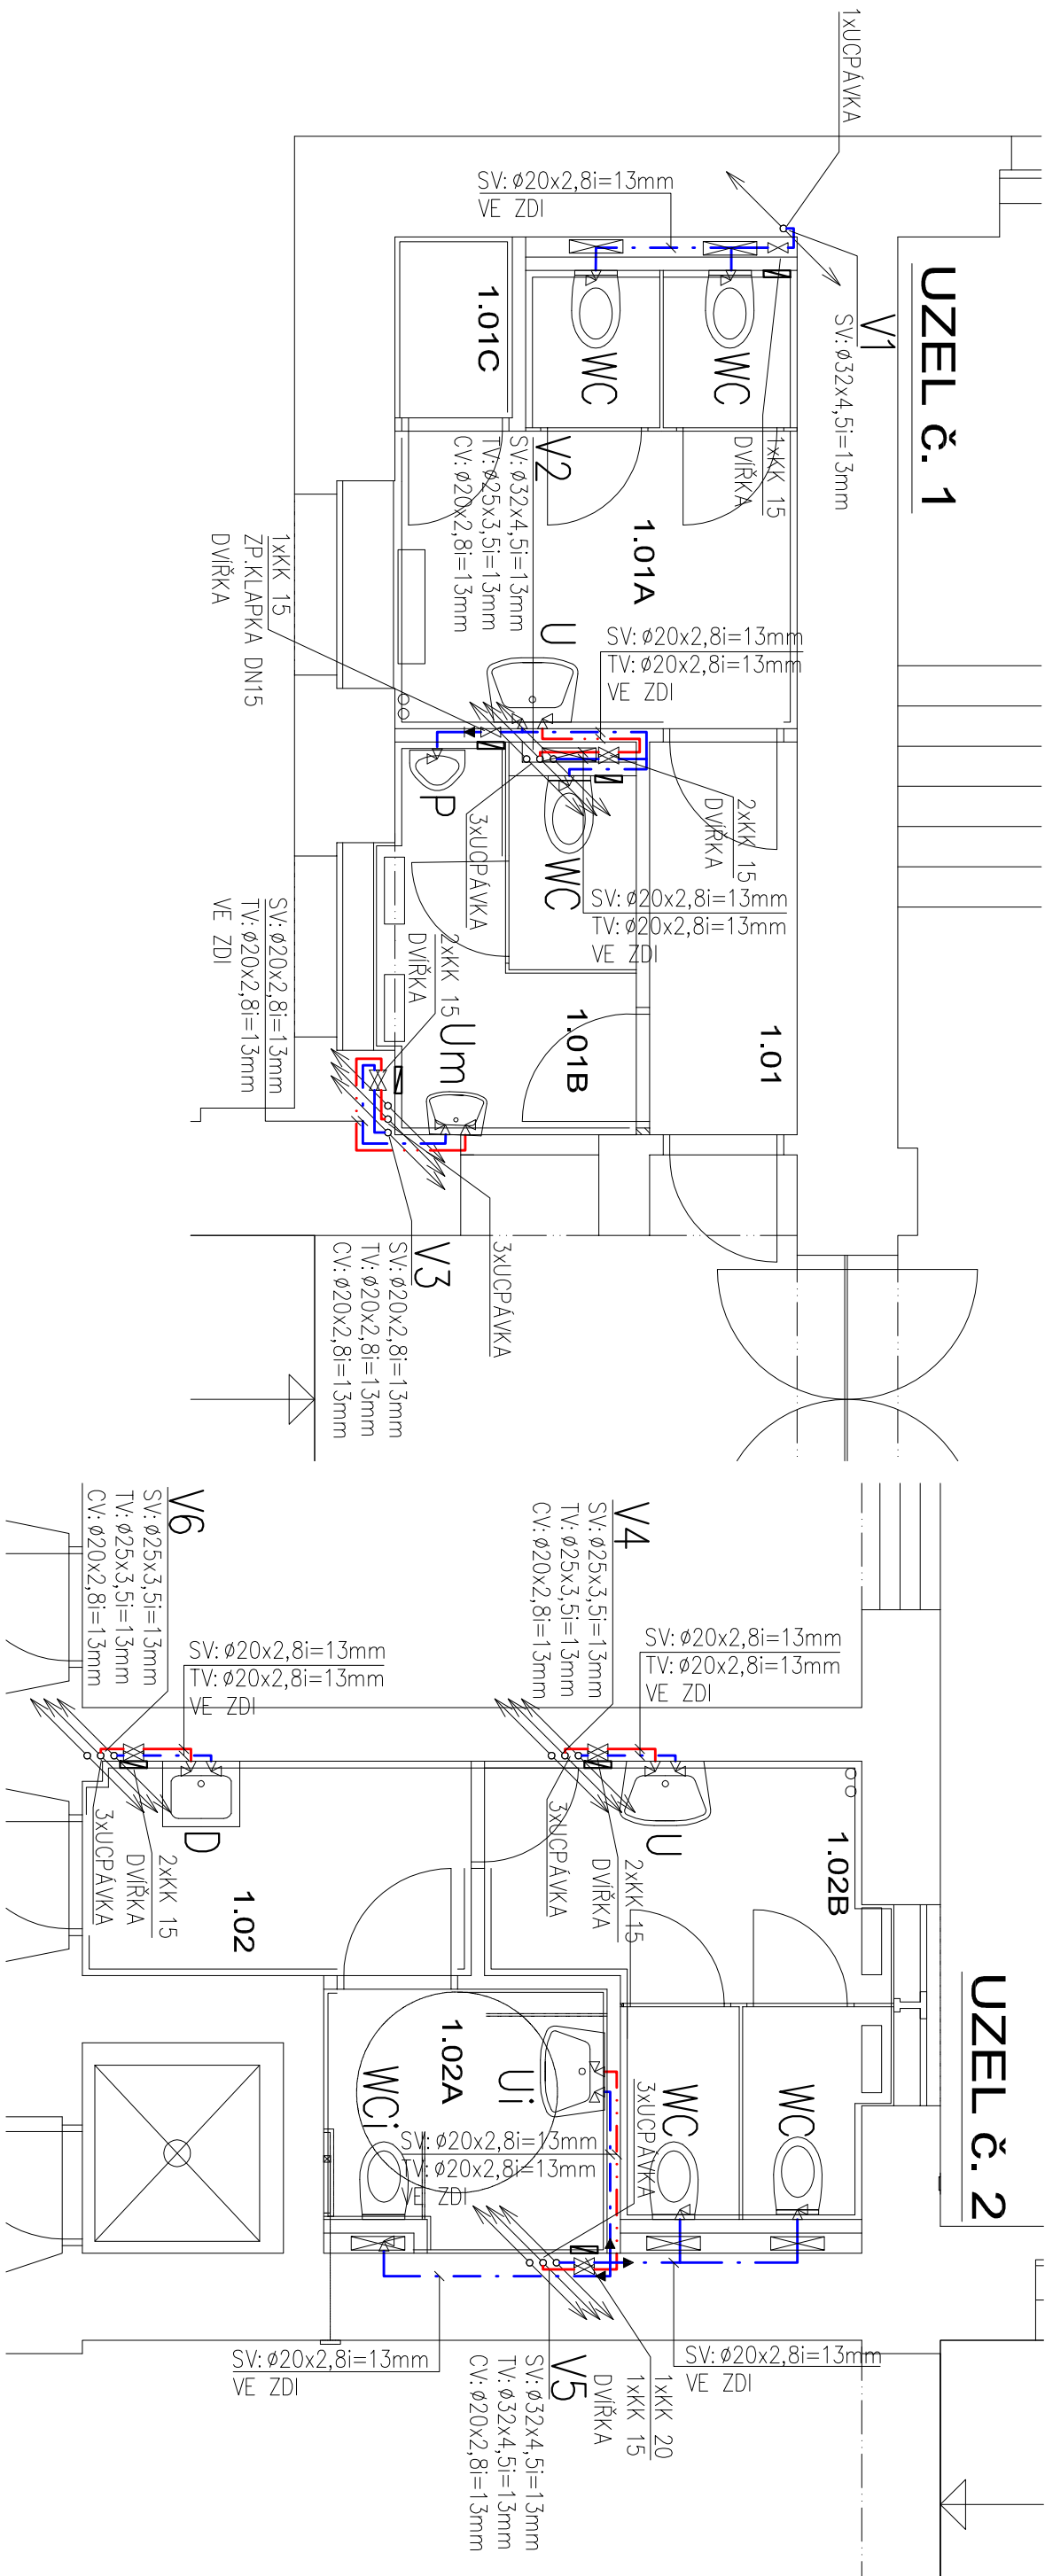 UZEL č. 1
1xUCPÁVKA
SV:ø20x2,8i=13mm
VE ZDI
V1
SV:ø32x4,5i=13mm
1.01C
WC
WC
1xKK 15
DVÍŘKA
V2
SV:ø32x4,5i=13mm
TV:ø25x3,5i=13mm
CV:ø20x2,8i=13mm
1.01A
U
SV:ø20x2,8i=13mm
TV:ø20x2,8i=13mm
VE ZDI
1xKK 15
ZP.KLAPKA DN15
DVÍŘKA
P
WC
3xUCPÁVKA
2xKK 15
DVÍŘKA
SV:ø20x2,8i=13mm
TV:ø20x2,8i=13mm
VE ZDI
2xKK 15
DVÍŘKA
SV:ø20x2,8i=13mm
TV:ø20x2,8i=13mm
VE ZDI
Um
1.01B
1.01
V3
SV:ø20x2,8i=13mm
TV:ø20x2,8i=13mm
CV:ø20x2,8i=13mm
3xUCPÁVKA
UZEL č. 2
V6
SV:ø25x3,5i=13mm
TV:ø25x3,5i=13mm
CV:ø20x2,8i=13mm
SV:ø20x2,8i=13mm
TV:ø20x2,8i=13mm
VE ZDI
V4
SV:ø25x3,5i=13mm
TV:ø25x3,5i=13mm
CV:ø20x2,8i=13mm
SV:ø20x2,8i=13mm
TV:ø20x2,8i=13mm
VE ZDI
D
3xUCPÁVKA
2xKK 15
DVÍŘKA
1.02
U
3xUCPÁVKA
2xKK 15
DVÍŘKA
1.02B
1.02A
Ui
WCi
WC
WC
3xUCPÁVKA
SV:ø20x2,8i=13mm
TV:ø20x2,8i=13mm
VE ZDI
SV:ø20x2,8i=13mm
VE ZDI
V5
SV:ø32x4,5i=13mm
TV:ø32x4,5i=13mm
CV:ø20x2,8i=13mm
1xKK 20
1xKK 15
DVÍŘKA
SV:ø20x2,8i=13mm
VE ZDI